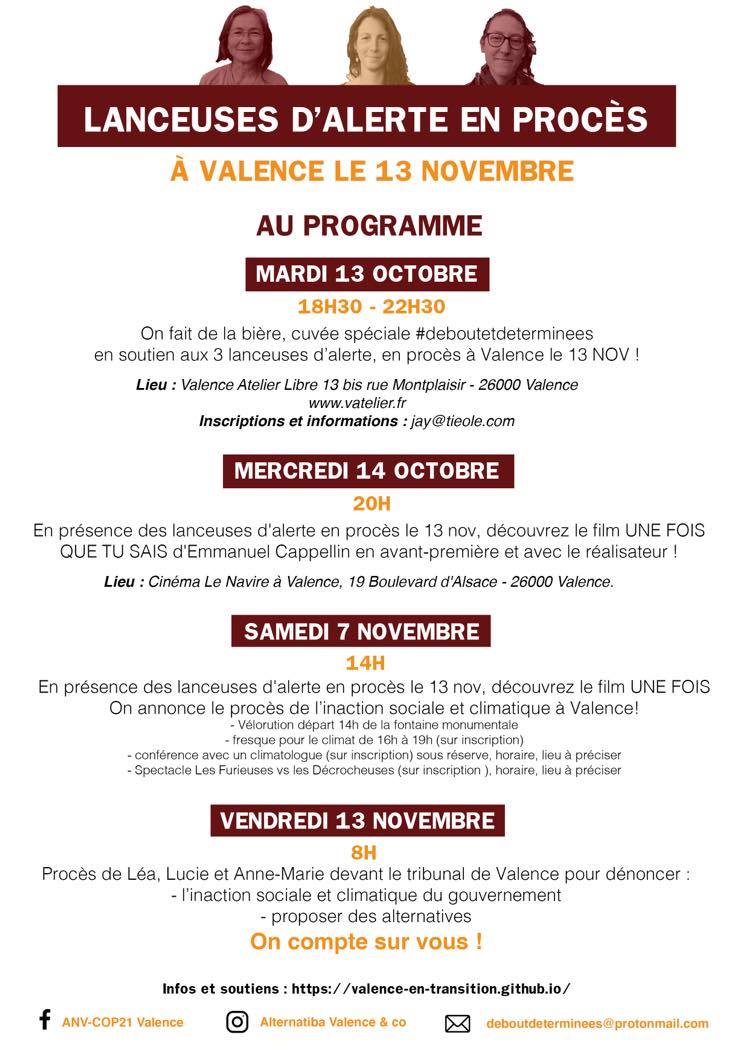 LANCEUSES D'ALERTE EN PROCÈS
À VALENCE LE 13 NOVEMBRE
AU PROGRAMME
MARDI 13 OCTOBRE
18H30 - 22H30
On fait de la bière, cuvée spéciale #deboutetdeterminees
en soutien aux 3 lanceuses d'alerte, en procès à Valence le 13 NOV !
Lieu : Valence Atelier Libre 13 bis rue Montplaisir - 26000 Valence
www.vatelier.fr
Inscriptions et informations : jay@tieole.com
MERCREDI 14 OCTOBRE
20H
En présence des lanceuses d'alerte en procès le 13 nov, découvrez le film UNE FOIS
QUE TU SAIS d'Emmanuel Cappellin en avant-première et avec le réalisateur !
Lieu : Cinéma Le Navire à Valence, 19 Boulevard d'Alsace - 26000 Valence.
SAMEDI 7 NOVEMBRE
14H
En présence des lanceuses d'alerte en procès le 13 nov, découvrez le film UNE FOIS
On annonce le procès de l'inaction sociale et climatique à Valence!
- Vélorution départ 14h de la fontaine monumentale
- fresque pour le climat de 16h à 19h (sur inscription)
- conférence avec un climatologue (sur inscription) sous réserve, horaire, lieu à préciser
- Spectacle Les Furieuses vs les Décrocheuses (sur inscription ), horaire, lieu à préciser
VENDREDI 13 NOVEMBRE
8H
Procès de Léa, Lucie et Anne-Marie devant le tribunal de Valence pour dénoncer :
- l'inaction sociale et climatique du gouvernement
- proposer des alternatives
On compte sur vous !
Infos et soutiens : https://valence-en-transition.github.io/
ANV-COP21 Valence
Alternatiba Valence & co
deboutdeterminees@protonmail.com